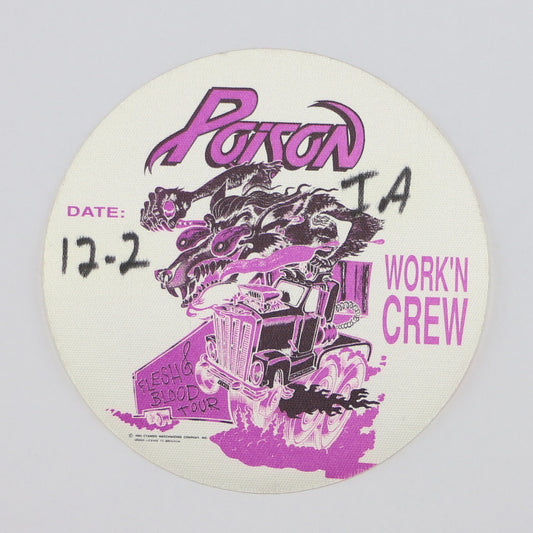 POISON
IA
DATE:
12-2
WORK'N
CREW
FLESH &
BLOOD
TOUR